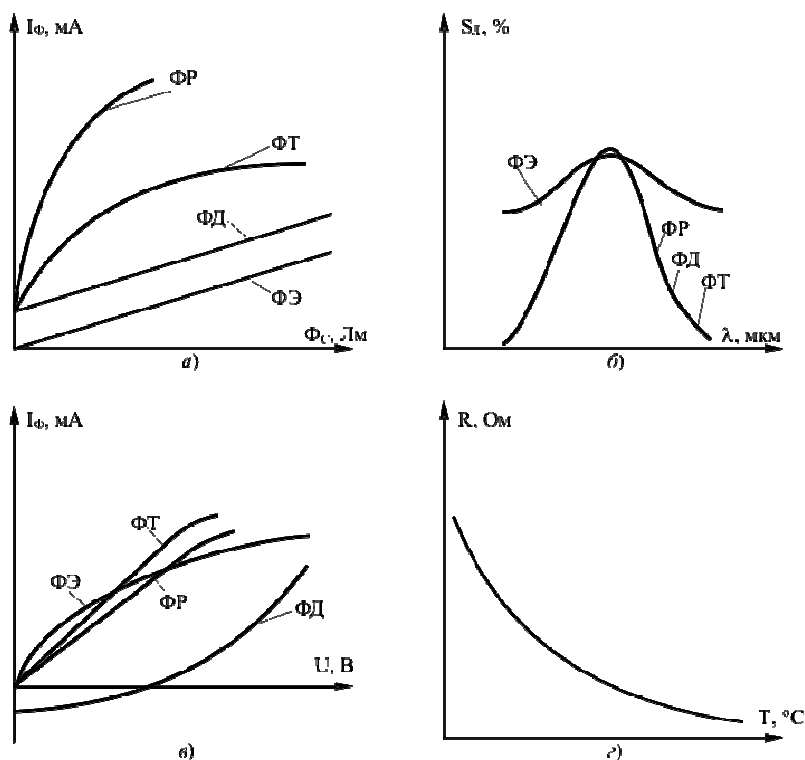 Iф, мА
ФР
ФТ
ФД
ФЭ
Фс, Лм
а)
Sл, %
ФЭ
ФР
ФД
ФТ
λ, мкм
б)
Iф, мА
ФТ
ФЭ
ФР
ФД
U, В
в)
R, Ом
T, °C
г)